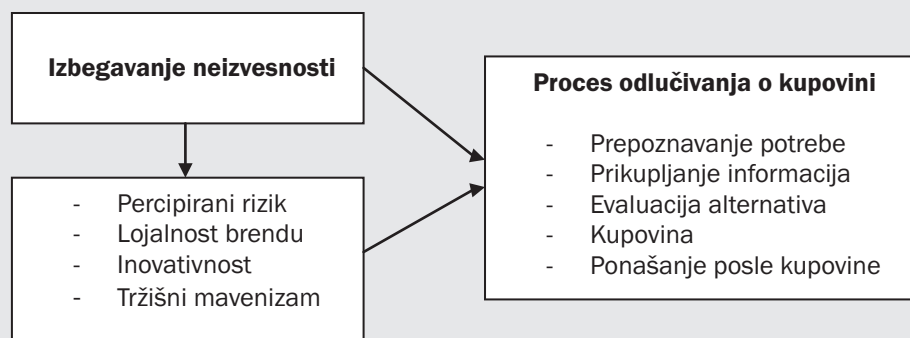 Izbegavanje neizvesnosti
- Percipirani rizik
- Lojalnost brendu
- Inovativnost
- Tržišni mavenizam
Proces odlučivanja o kupovini
- Prepoznavanje potrebe
- Prikupljanje informacija
- Evaluacija alternativa
- Kupovina
- Ponašanje posle kupovine